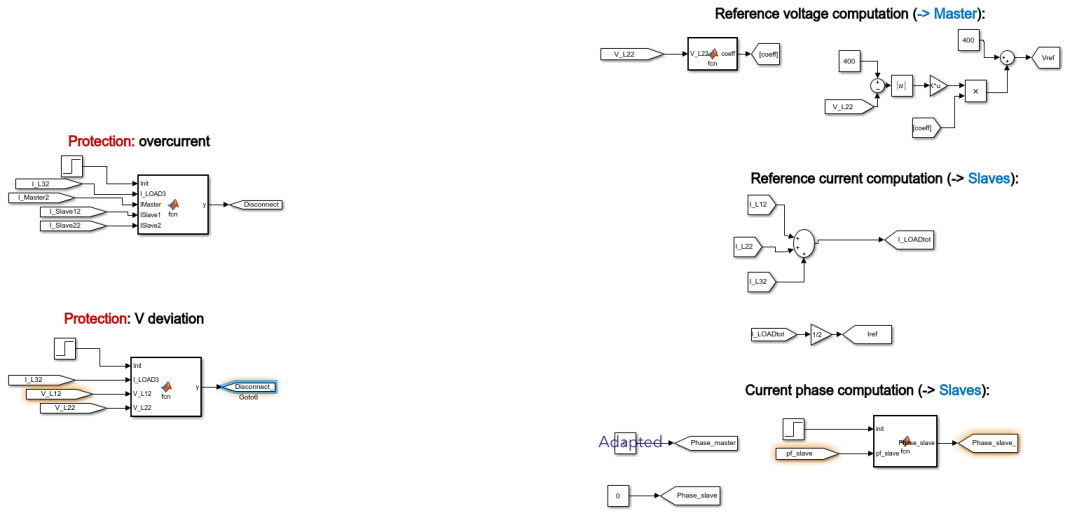 Reference voltage computation (-> Master):
V_L22
V_L22
coeff
fcn
[coeff]
400
400
V_L22
|u|
K*u
×
[coeff]
Vref
Protection: overcurrent
I_L32
I_Master2
I_Slave12
I_Slave22
Init
I_LOAD3
IMaster
ISlave1
ISlave2
fcn
y
Disconnect
Reference current computation (-> Slaves):
I_L12
I_L22
I_L32
I_LOADtot
I_LOADtot
1/2
Iref
Protection: V deviation
I_L32
V_L12
V_L22
Init
I_LOAD3
V_L12
V_L22
fcn
y
Disconnect_
Goto6
Current phase computation (-> Slaves):
Adapted
Phase_master
0
Phase_slave
pf_slave
init
pf_slave
Phase_slave
fcn
Phase_slave_